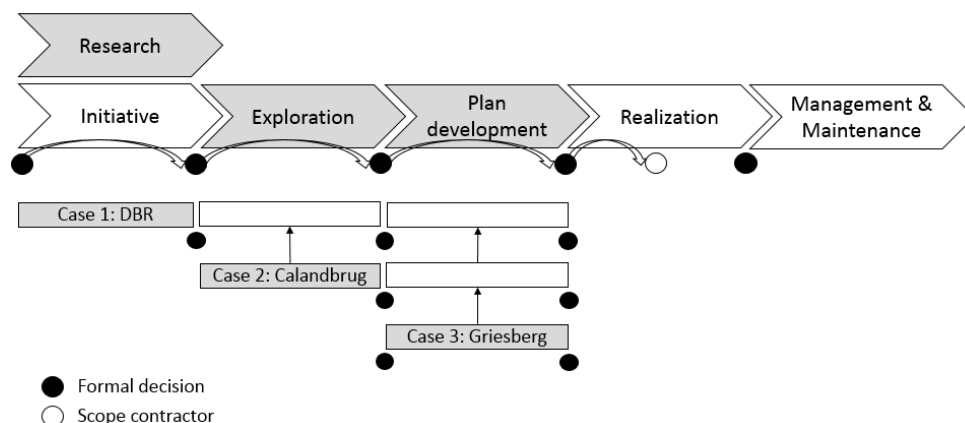 Research
Initiative
Exploration
Plan
development
Realization
Management &
Maintenance
Case 1: DBR
Case 2: Calandbrug
Case 3: Griesberg
Formal decision
Scope contractor